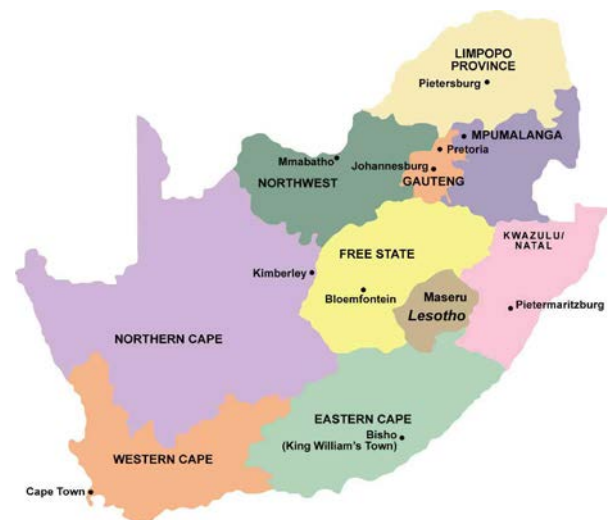 LIMPOPO
PROVINCE
Pietersburg
MPUMALANGA
Pretoria
Mmabatho
Johannesburg
NORTHWEST
GAUTENG
KWAZULU/
NATAL
FREE STATE
Kimberley
Bloemfontein
Maseru
Lesotho
Pietermaritzburg
NORTHERN CAPE
EASTERN CAPE
Bisho
(King William's Town)
WESTERN CAPE
Cape Town